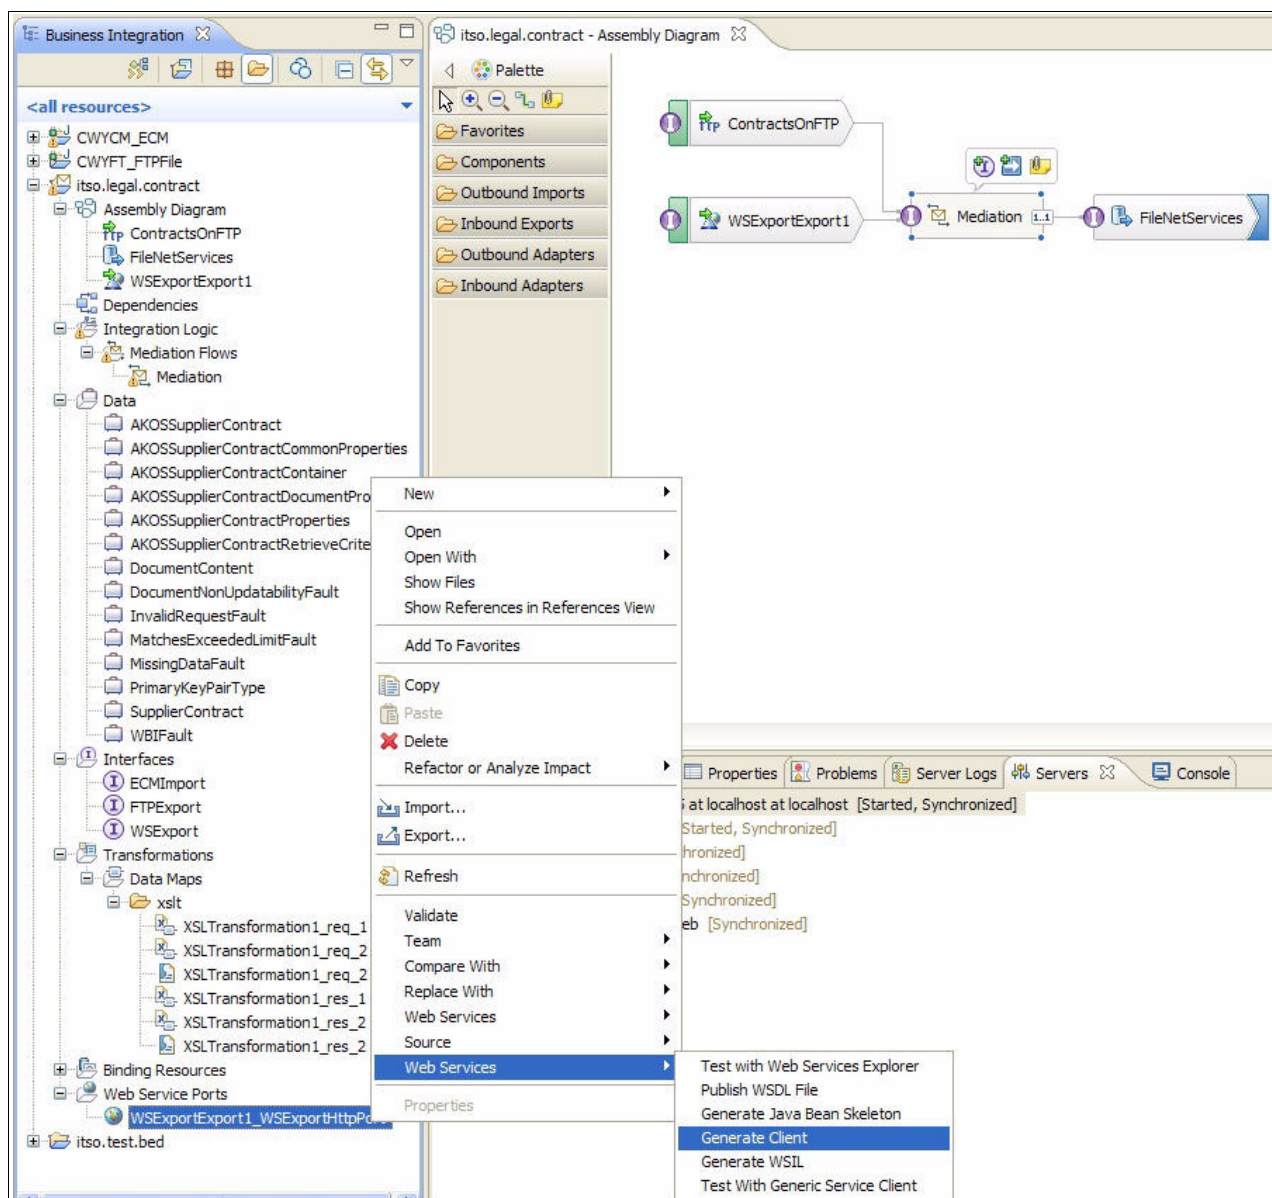 Business Integration
<all resources>
CWYCM_ECM
CWYFT_FTPFile
itso.legal.contract
Assembly Diagram
ContractsOnFTP
FileNetServices
WSExportExport1
Dependencies
Integration Logic
Mediation Flows
Mediation
Data
AKOSSupplierContract
AKOSSupplierContractCommonProperties
AKOSSupplierContractContainer
AKOSSupplierContractDocumentPro
AKOSSupplierContractProperties
AKOSSupplierContractRetrieveCrite
DocumentContent
DocumentNonUpdatabilityFault
InvalidRequestFault
MatchesExceededLimitFault
MissingDataFault
PrimaryKeyPairType
SupplierContract
WBIFault
Interfaces
ECMImport
FTPExport
WSExport
Transformations
Data Maps
xslt
XSLTransformation1_req_1
XSLTransformation1_req_2
XSLTransformation1_req_2
XSLTransformation1_res_1
XSLTransformation1_res_2
XSLTransformation1_res_2
Binding Resources
Web Service Ports
WSExportExport1_WSExportHttpPort
itso.test.bed
itso.legal.contract - Assembly Diagram
Palette
Favorites
Components
Outbound Imports
Inbound Exports
Outbound Adapters
Inbound Adapters
FTP ContractsOnFTP
WSExportExport1
Mediation 1..1
FileNetServices
New
Open
Open With
Show Files
Show References in References View
Add To Favorites
Copy
Paste
Delete
Refactor or Analyze Impact
Import...
Export...
Refresh
Validate
Team
Compare With
Replace With
Web Services
Source
Web Services
Properties
Test with Web Services Explorer
Publish WSDL File
Generate Java Bean Skeleton
Generate Client
Generate WSIL
Test With Generic Service Client
Properties Problems Server Logs Servers Console
at localhost at localhost [Started, Synchronized]
Started, Synchronized]
hronized]
nchronized]
Synchronized]
eb [Synchronized]